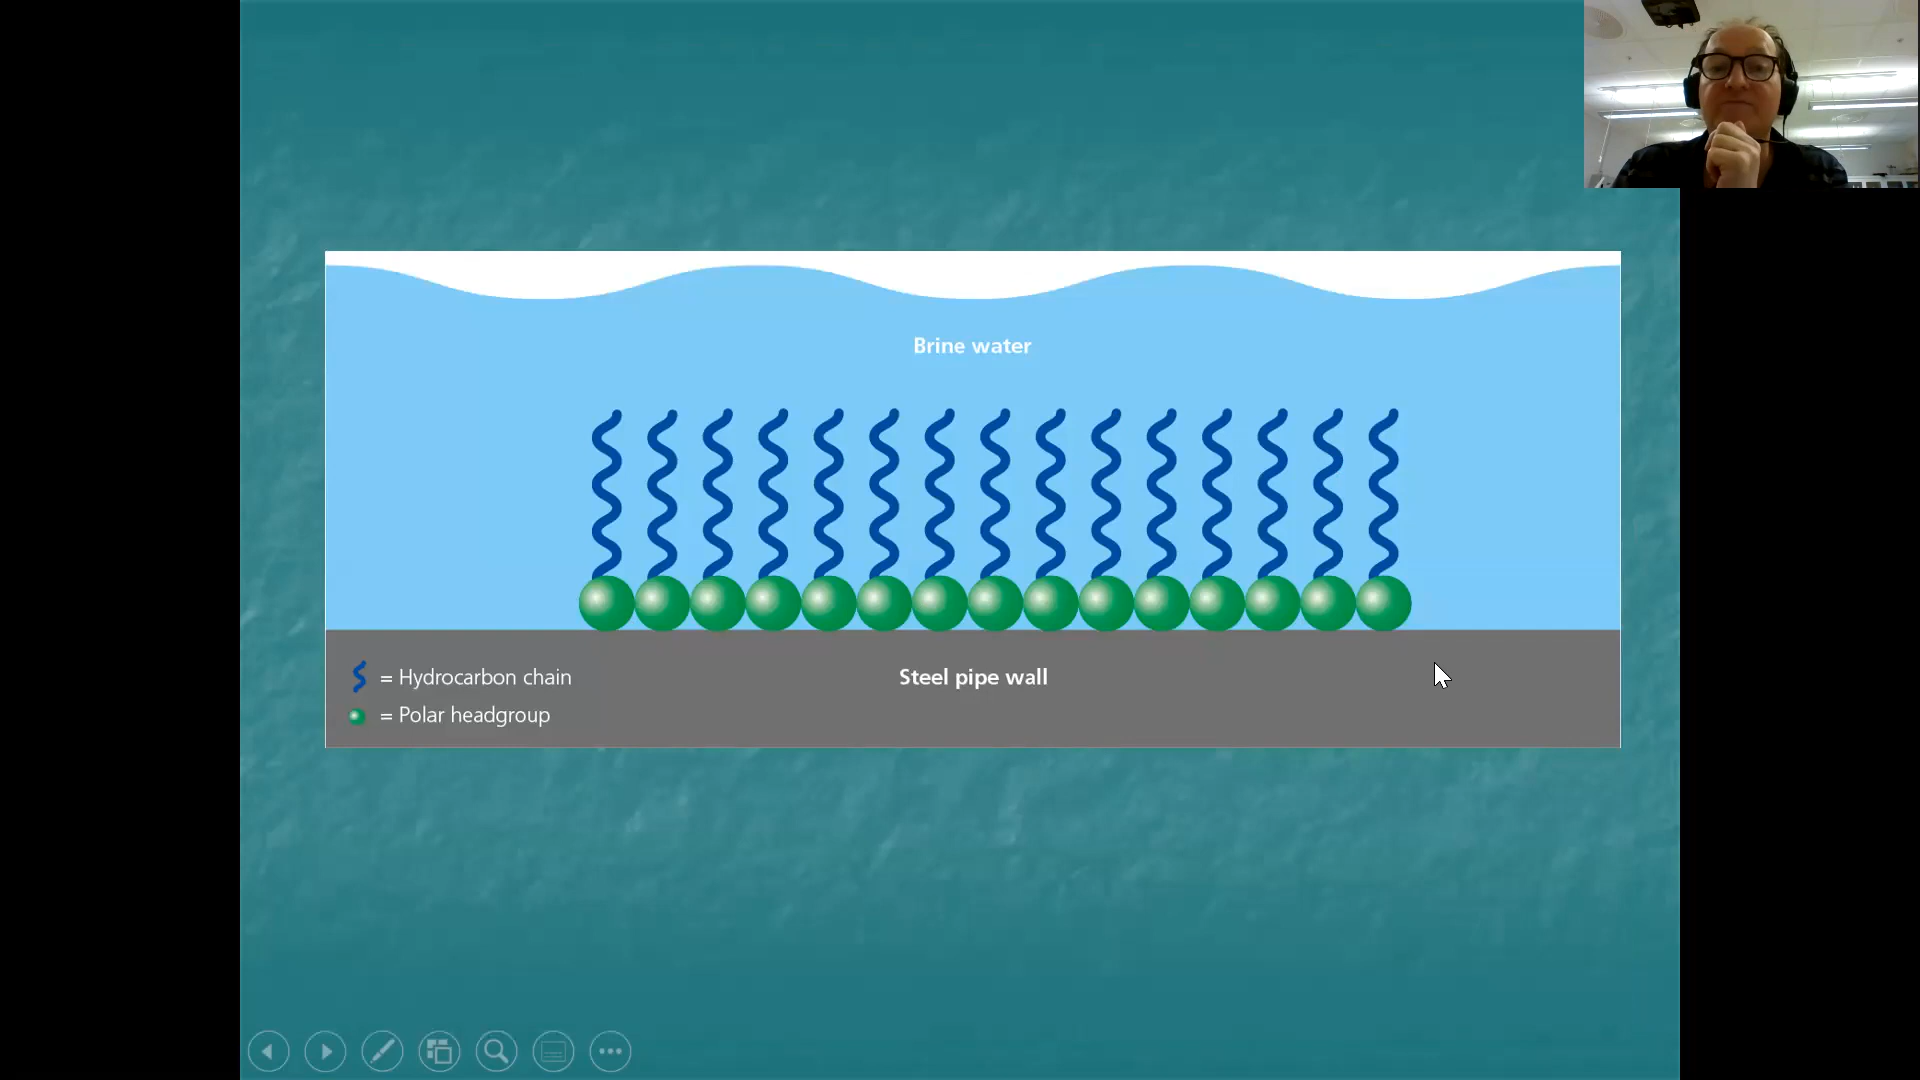 Brine water
= Hydrocarbon chain
Steel pipe wall
= Polar headgroup